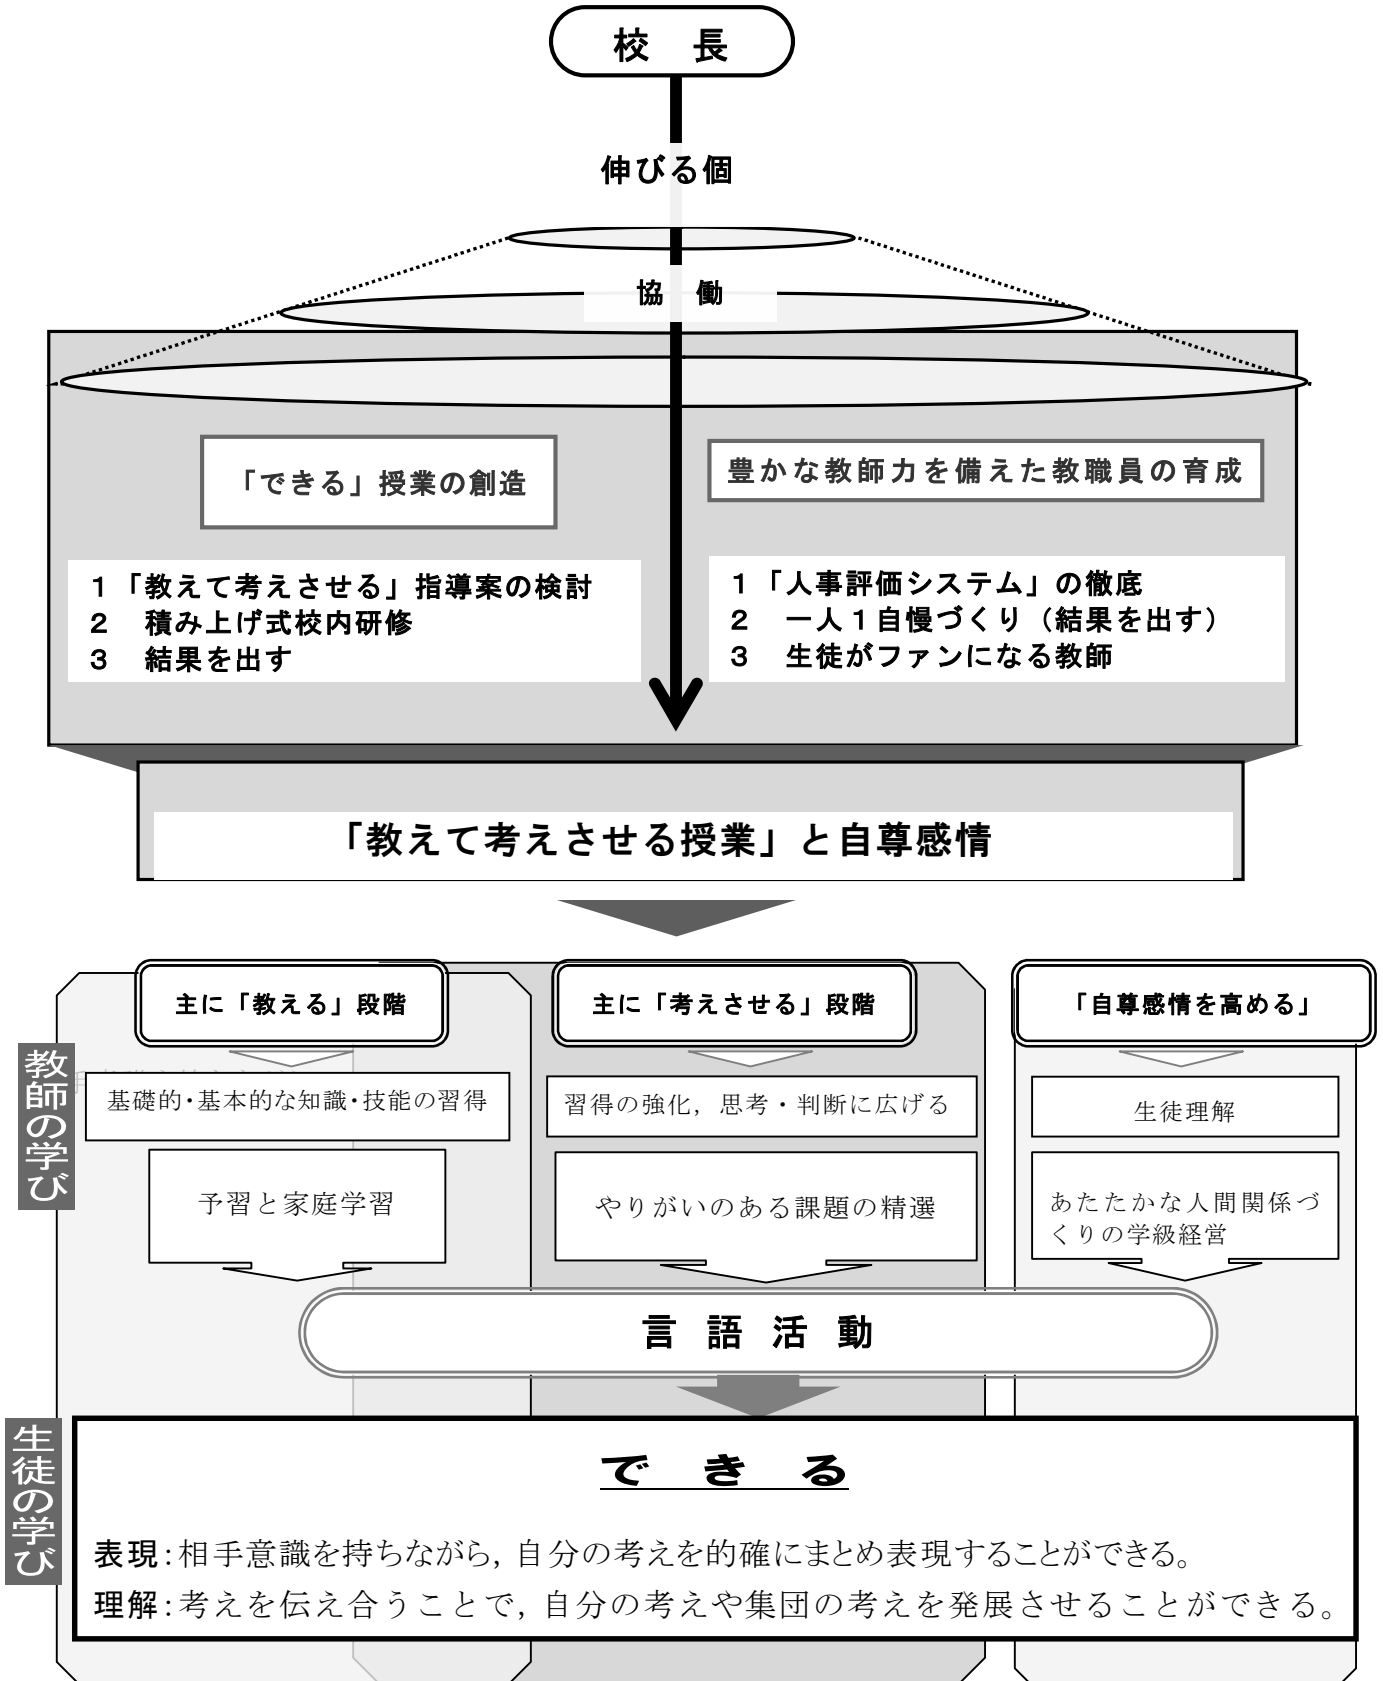 校　長
伸びる個
協　働
「できる」授業の創造
豊かな教師力を備えた教職員の育成
１「教えて考えさせる」指導案の検討
２　積み上げ式校内研修
３　結果を出す
１「人事評価システム」の徹底
２　一人１自慢づくり（結果を出す）
３　生徒がファンになる教師
「教えて考えさせる授業」と自尊感情
主に「教える」段階
主に「考えさせる」段階
「自尊感情を高める」
教師の学び
基礎的・基本的な知識・技能の習得
習得の強化，思考・判断に広げる
生徒理解
予習と家庭学習
やりがいのある課題の精選
あたたかな人間関係づ
くりの学級経営
言 語 活 動
生徒の学び
で　き　る
表現：相手意識を持ちながら，自分の考えを的確にまとめ表現することができる。
理解：考えを伝え合うことで，自分の考えや集団の考えを発展させることができる。